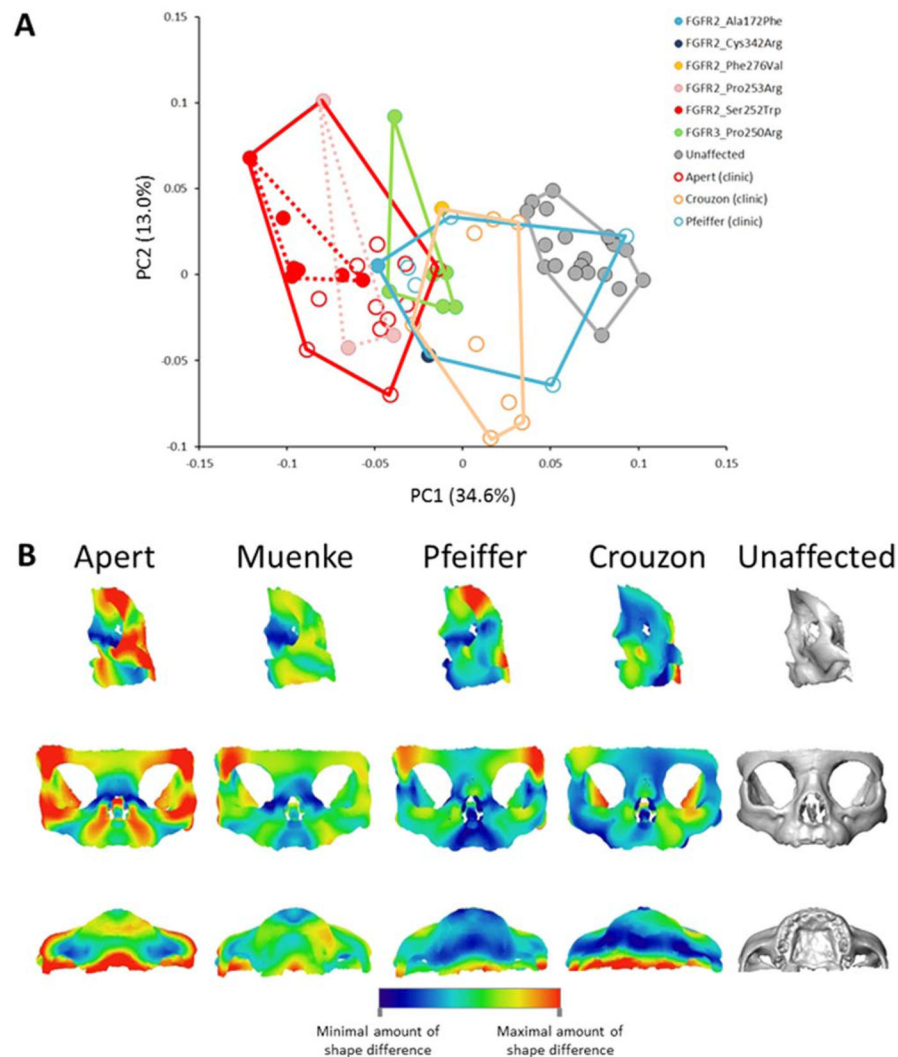 A
0.15
0.1
0.05
0
-0.05
-0.1
PC2 (13.0%)
-0.15
-0.1
-0.05
0
0.05
0.1
0.15
PC1 (34.6%)
FGFR2_Ala172Phe
FGFR2_Cys342Arg
FGFR2_Phe276Val
FGFR2_Pro253Arg
FGFR2_Ser252Trp
FGFR3_Pro250Arg
Unaffected
Apert (clinic)
Crouzon (clinic)
Pfeiffer (clinic)
B
Apert Muenke Pfeiffer Crouzon Unaffected
Minimal amount of
shape difference
Maximal amount of
shape difference